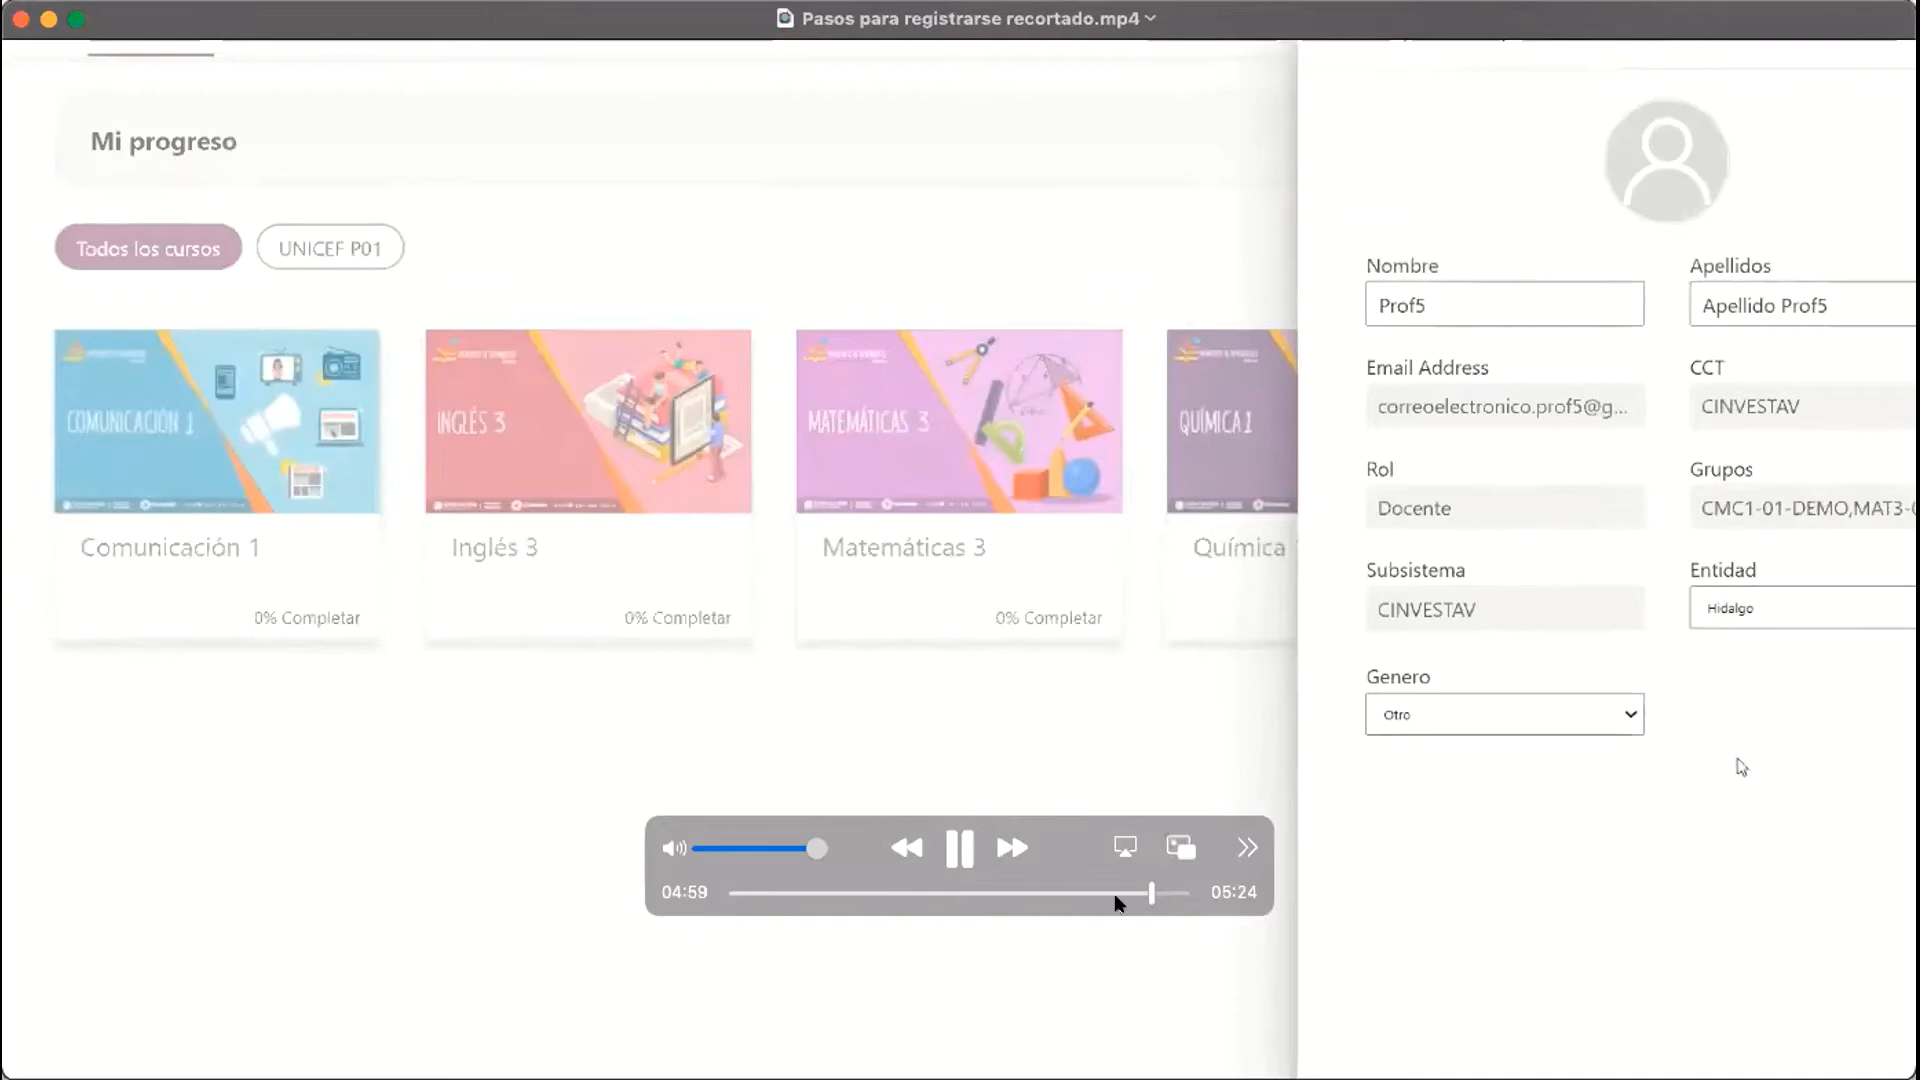 Pasos para registrarse recortado.mp4
Mi progreso
Todos los cursos
UNICEF P01
COMUNICACIÓN 1
INGLÉS 3
MATEMÁTICAS 3
QUÍMICA 1
Comunicación 1
Inglés 3
Matemáticas 3
Química
0% Completar
0% Completar
0% Completar
Nombre
Apellidos
Prof5
Apellido Prof5
Email Address
CCT
correoelectronico.prof5@g...
CINVESTAV
Rol
Grupos
Docente
CMC1-01-DEMO,MAT3-
Subsistema
Entidad
CINVESTAV
Hidalgo
Genero
Otro
04:59
05:24